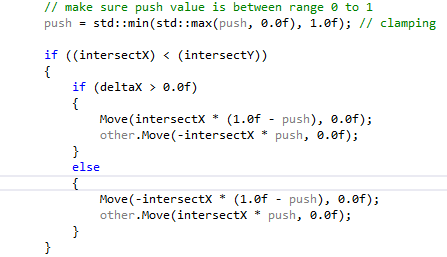 // make sure push value is between range 0 to 1
push = std::min(std::max(push, 0.0f), 1.0f); // clamping
if ((intersectX) < (intersectY))
{
if (deltaX > 0.0f)
{
Move(intersectX * (1.0f - push), 0.0f);
other.Move(-intersectX * push, 0.0f);
}
else
{
Move(-intersectX * (1.0f - push), 0.0f);
other.Move(intersectX * push, 0.0f);
}
}